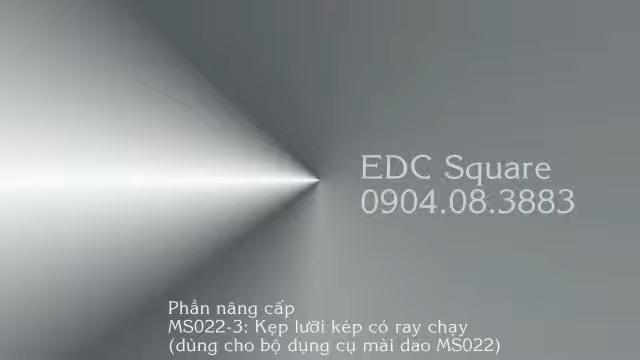 EDC Square
0904.08.3883
Phần nâng cấp
MS022-3: Kẹp lưỡi kép có ray chạy
(dùng cho bộ dụng cụ mài dao MS022)